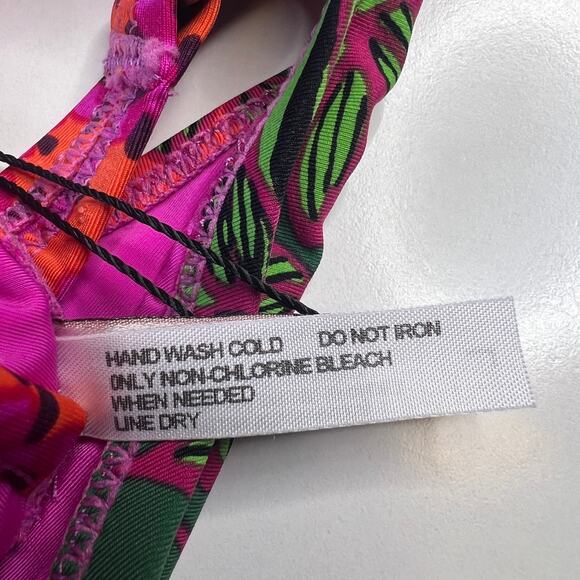 HAND WASH COLD DO NOT IRON
ONLY NON-CHLORINE BLEACH
WHEN NEEDED
LINE DRY